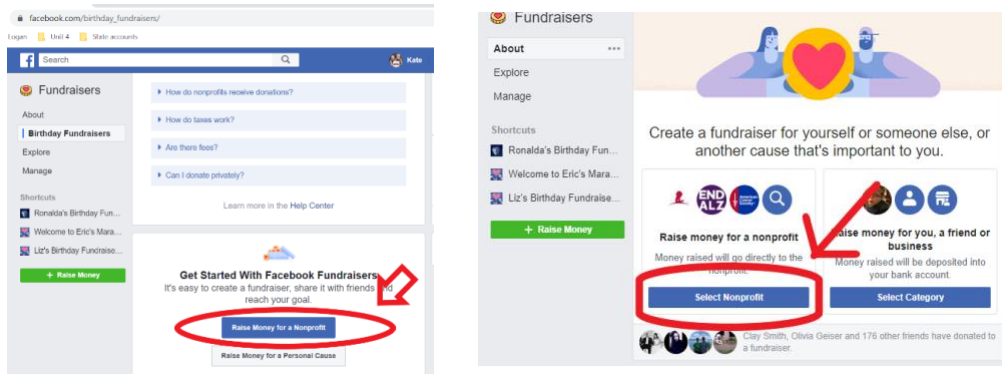 facebook.com/birthday_fundraisers/
Logan Unit 4 State accounts
f Search Kate
Fundraisers
About
Birthday Fundraisers
Explore
Manage
Shortcuts
Ronalda's Birthday Fun...
Welcome to Eric's Mara...
Liz's Birthday Fundraise...
+ Raise Money
How do nonprofits receive donations?
How do taxes work?
Are there fees?
Can I donate privately?
Learn more in the Help Center
Get Started With Facebook Fundraisers
It's easy to create a fundraiser, share it with friends and
reach your goal.
Raise Money for a Nonprofit
Raise Money for a Personal Cause
Fundraisers
About
Explore
Manage
Shortcuts
Ronalda's Birthday Fun...
Welcome to Eric's Mara...
Liz's Birthday Fundraise...
+ Raise Money
Create a fundraiser for yourself or someone else, or
another cause that's important to you.
END
ALZ
Raise money for a nonprofit
Money raised will go directly to the
nonprofit.
Select Nonprofit
Raise money for you, a friend or
business
Money raised will be deposited into
your bank account.
Select Category
Clay Smith, Olivia Geiser and 176 other friends have donated to
a fundraiser.